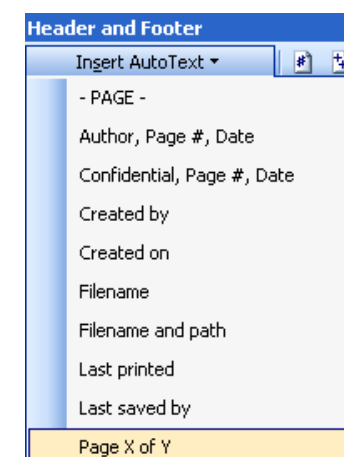 Header and Footer
Insert AutoText
- PAGE -
Author, Page #, Date
Confidential, Page #, Date
Created by
Created on
Filename
Filename and path
Last printed
Last saved by
Page X of Y